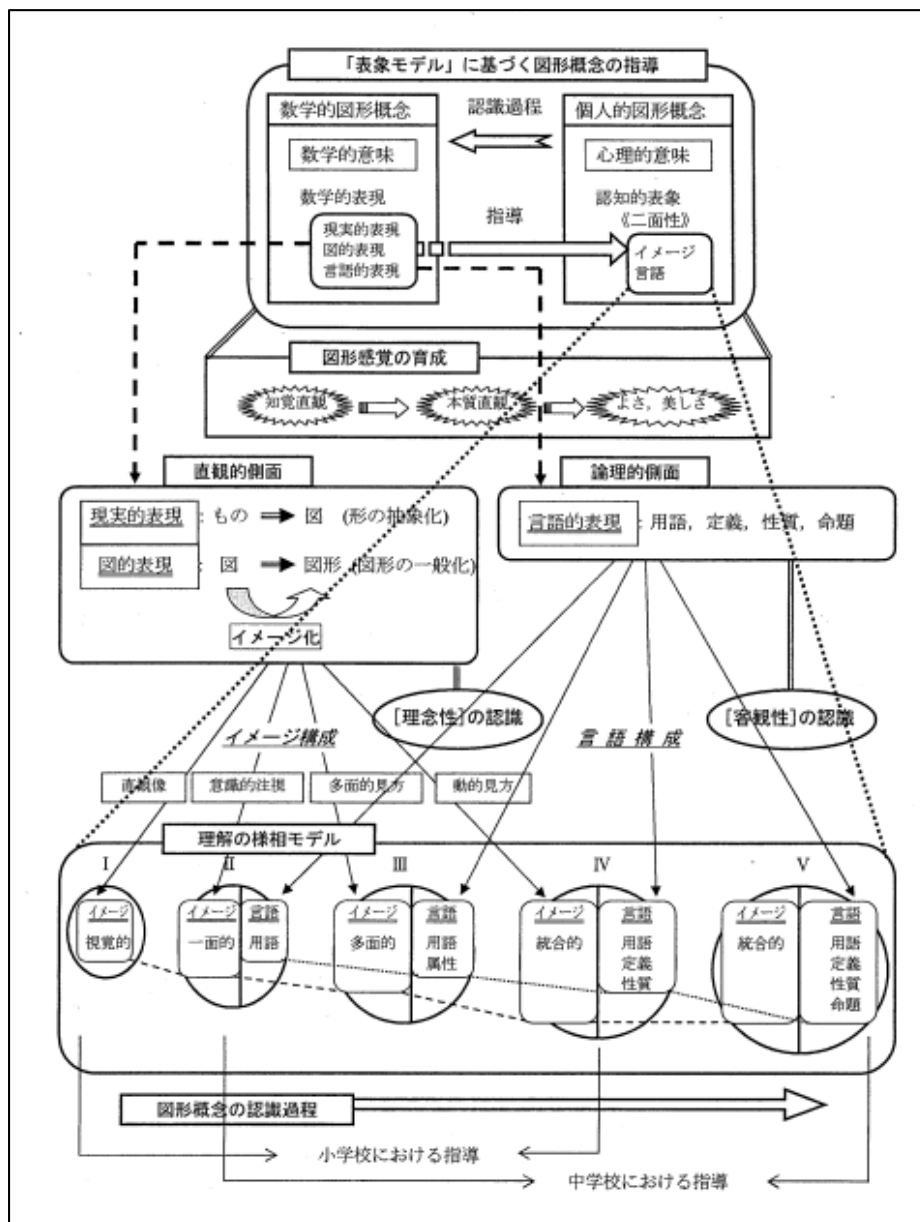 「表象モデル」に基づく図形概念の指導
数学的図形概念
認識過程
個人的図形概念
数学的意味
心理的意味
数学的表現
認知的表象
《二面性》
指導
現実的表現
図的表現
言語的表現
イメージ
言語
図形感覚の育成
知覚直観
本質直観
よさ，美しさ
直観的側面
論理的側面
現実的表現：もの ⇒ 図 (形の抽象化)
図的表現：図 ⇒ 図形 (図形の一般化)
イメージ化
言語的表現：用語，定義，性質，命題
[理念性]の認識
[客観性]の認識
イメージ構成
言語構成
直観像
意識的注視
多面的見方
動的見方
理解の様相モデル
I
II
III
IV
V
イメージ
視覚的
イメージ
一面的
言語
用語
イメージ
多面的
言語
用語
属性
イメージ
統合的
言語
用語
定義
性質
イメージ
統合的
言語
用語
定義
性質
命題
図形概念の認識過程
小学校における指導
中学校における指導